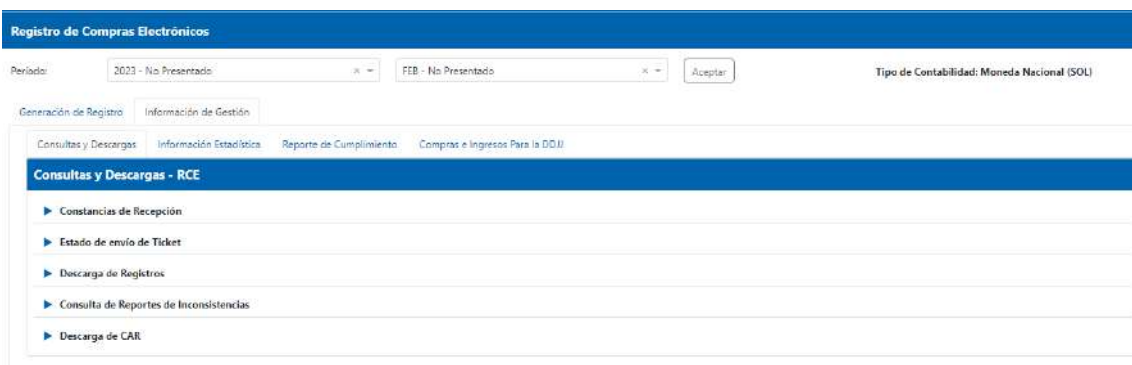 Registro de Compras Electrónicos
Período: 2023 - No Presentado × FEB - No Presentado × Aceptar Tipo de Contabilidad: Moneda Nacional (SOL)
Generación de Registro Información de Gestión
Consultas y Descargas Información Estadística Reporte de Cumplimiento Compras e Ingresos Para la DDJJ
Consultas y Descargas - RCE
Constancias de Recepción
Estado de envío de Ticket
Descarga de Registros
Consulta de Reportes de Inconsistencias
Descarga de CAR